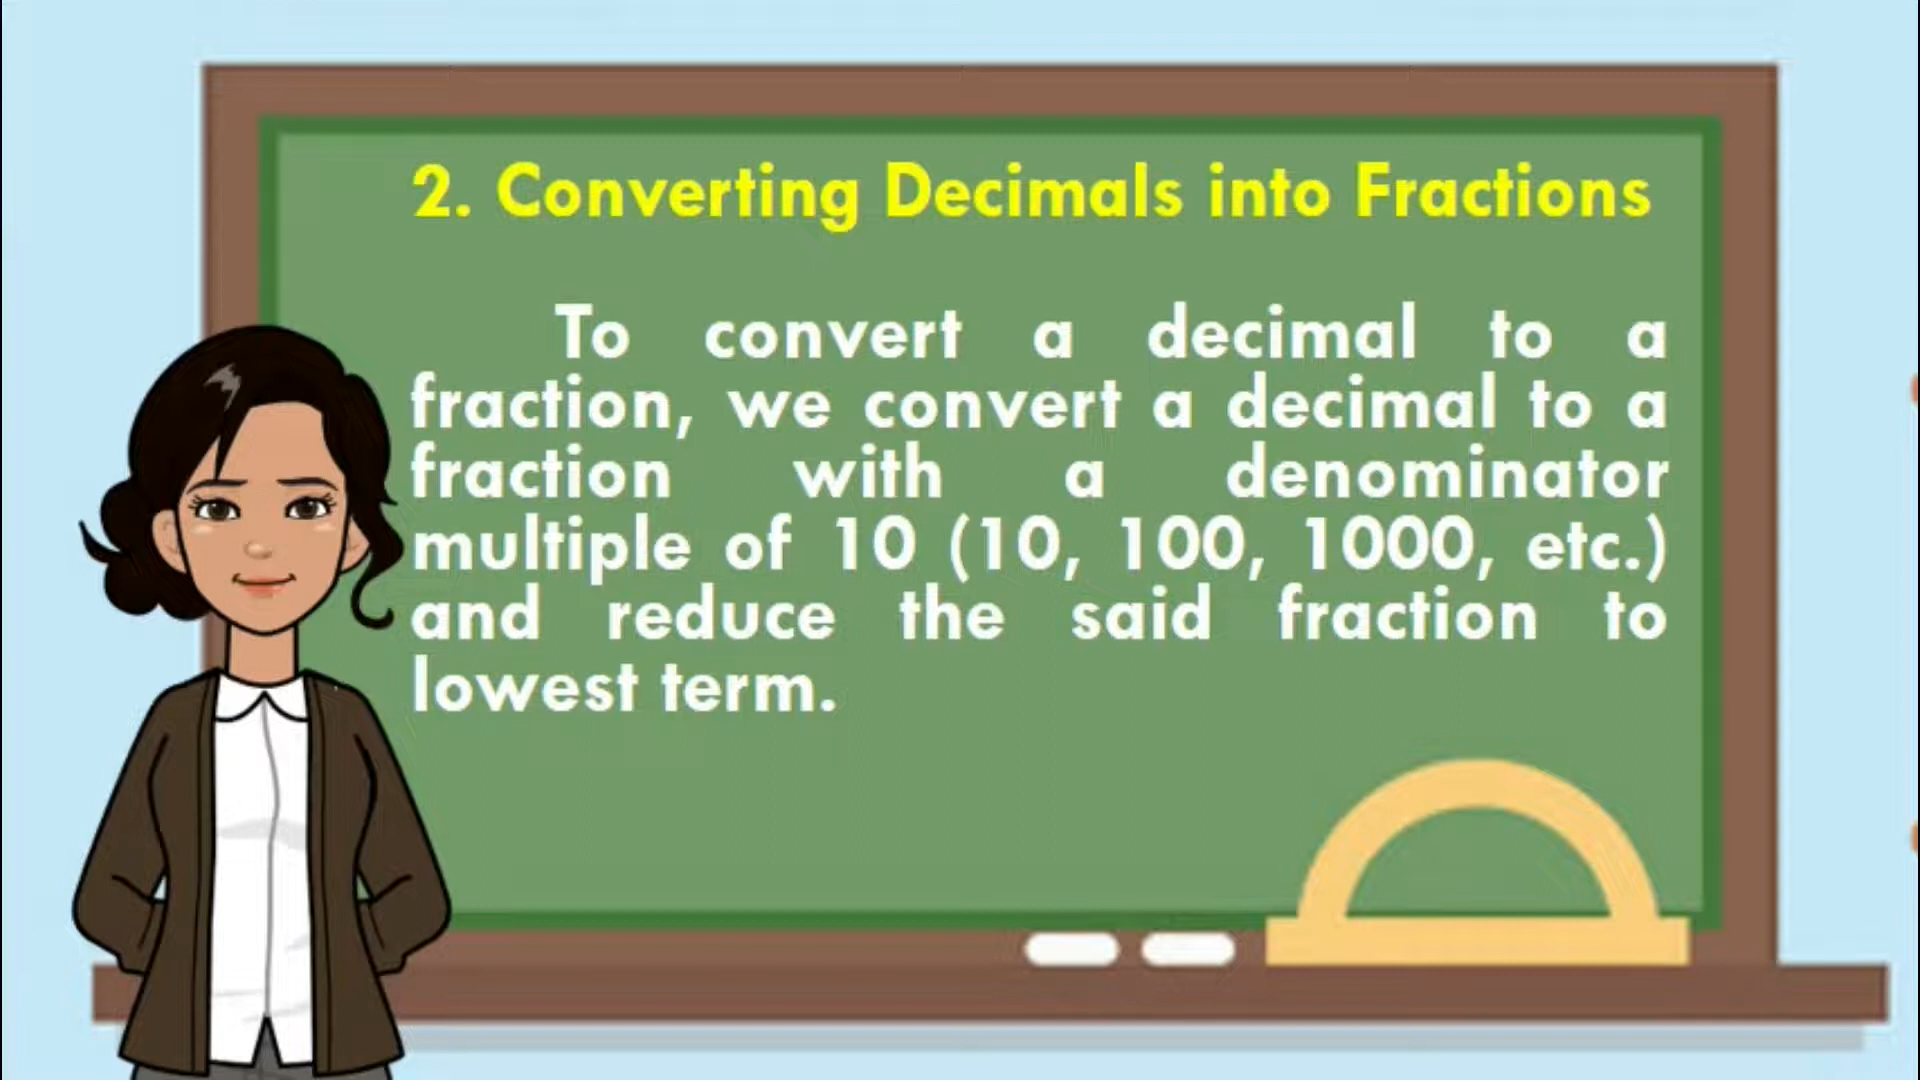 2. Converting Decimals into Fractions
To convert a decimal to a
fraction, we convert a decimal to a
fraction with a denominator
multiple of 10 (10, 100, 1000, etc.)
and reduce the said fraction to
lowest term.